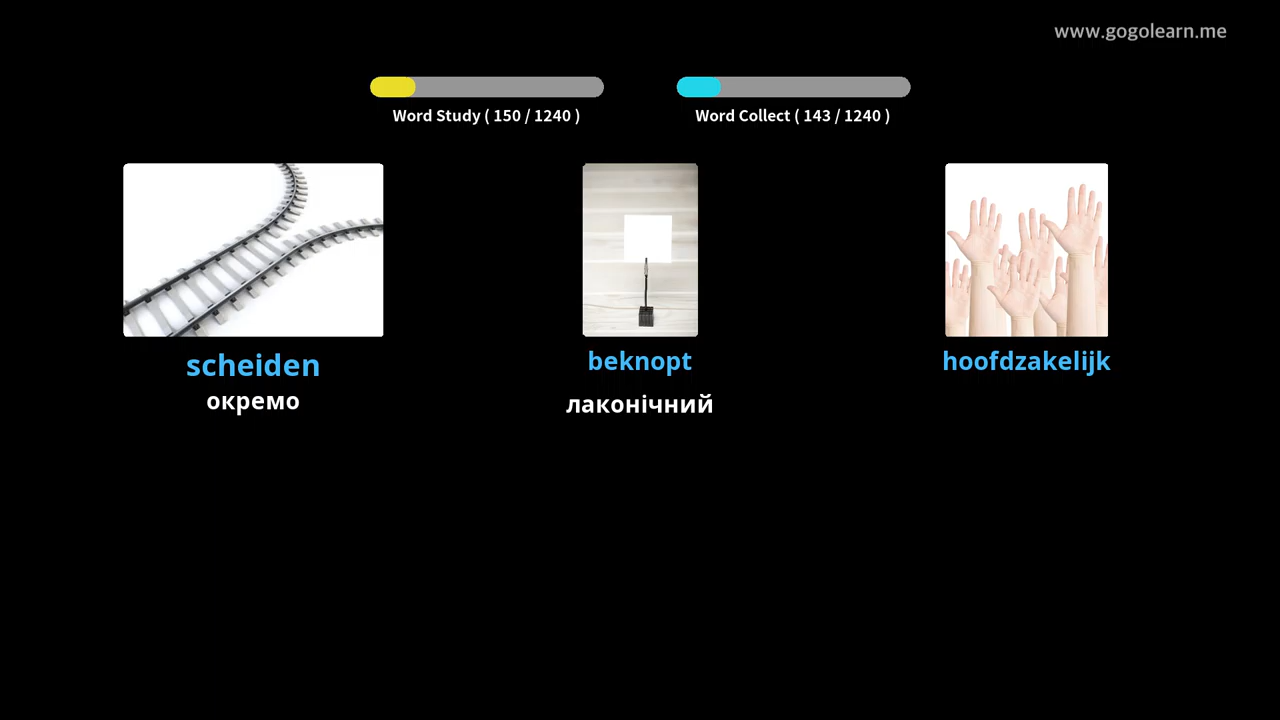 www.gogolearn.me
Word Study ( 150 / 1240 )
Word Collect ( 143 / 1240 )
scheiden
окремо
beknopt
лаконічний
hoofdzakelijk